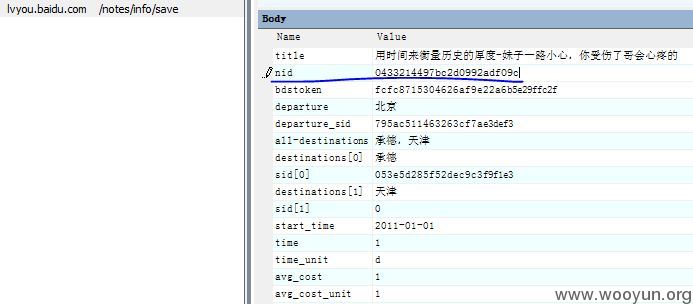 lvyou.baidu.com /notes/info/save
Body
Name Value
title 用时间来衡量历史的厚度-妹子一路小心，你受伤了哥会心疼的
nid 0433214497bc2d0992adf09c
bdstoken fcfc8715304626af9e22a6b5e29ffc2f
departure 北京
departure_sid 795ac511463263cf7ae3def3
all-destinations 承德，天津
destinations[0] 承德
sid[0] 053e5d285f52dec9c3f9f1e3
destinations[1] 天津
sid[1] 0
start_time 2011-01-01
time 1
time_unit d
avg_cost 1
avg_cost_unit 1
www.wooyun.org